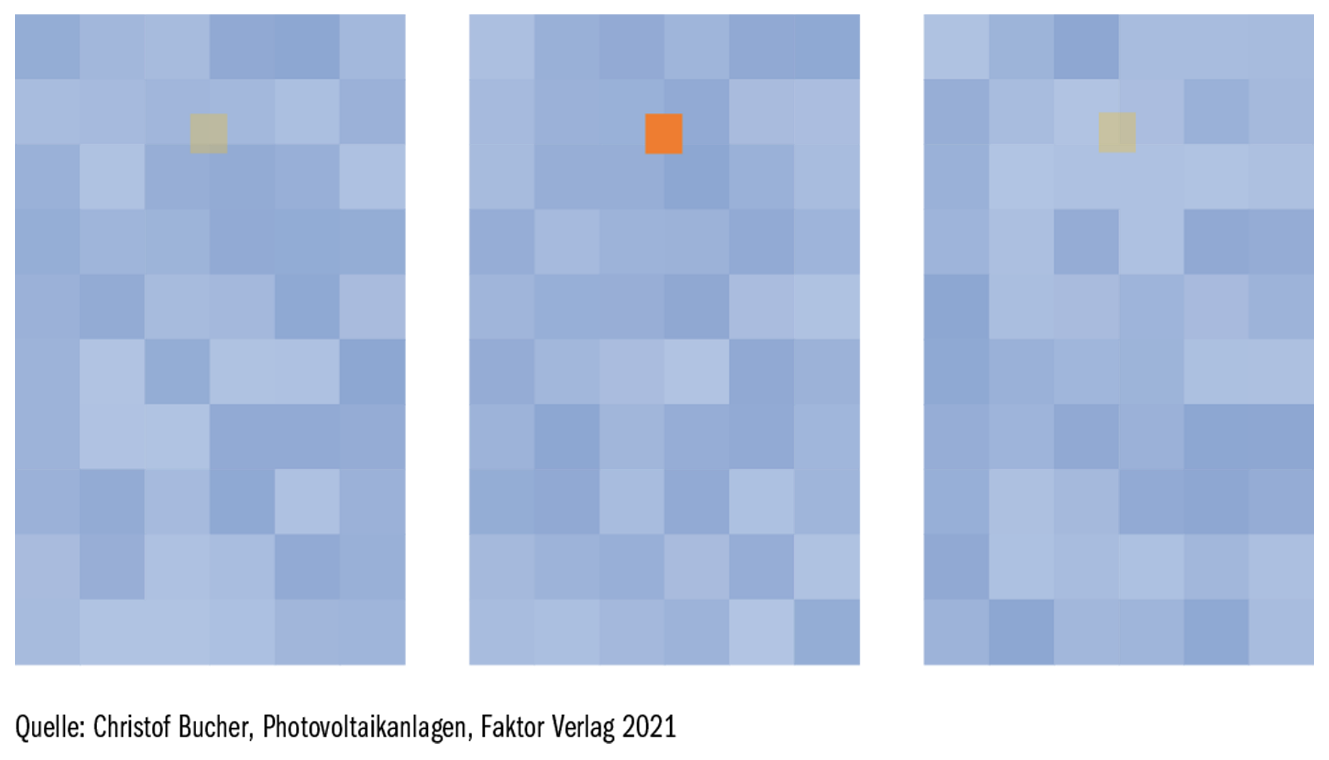 Quelle: Christof Bucher, Photovoltaikanlagen, Faktor Verlag 2021